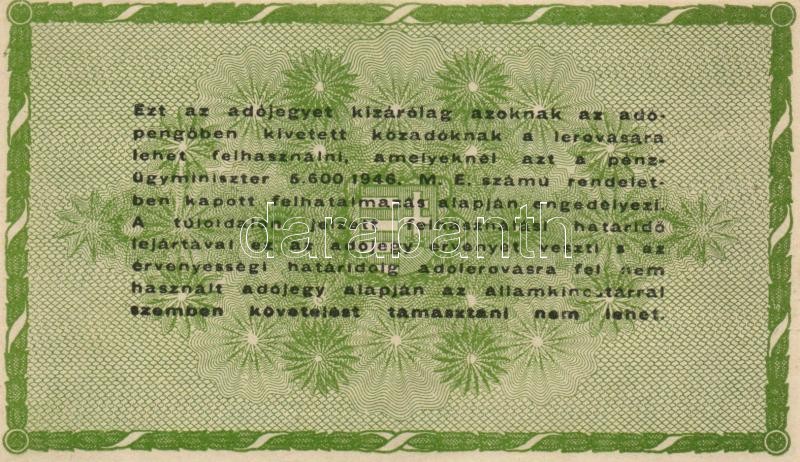 Ezt az adójegyet kizárólag azoknak az adó-
pengőben kivetett közadóknak a lerovására
lehet felhasználni, amelyeknél azt a pénz-
ügyminiszter 5.600/1946. M. E. számú rendelet-
ben kapott felhatalmazás alapján engedélyezi.
A túloldalon jelzett felhasználási határidő
lejártával ez az adójegy érvényét veszti s az
érvényességi határidőig adólerovásra fel nem
használt adójegy alapján az államkincstárral
szemben követelést támasztani nem lehet.
darabanth